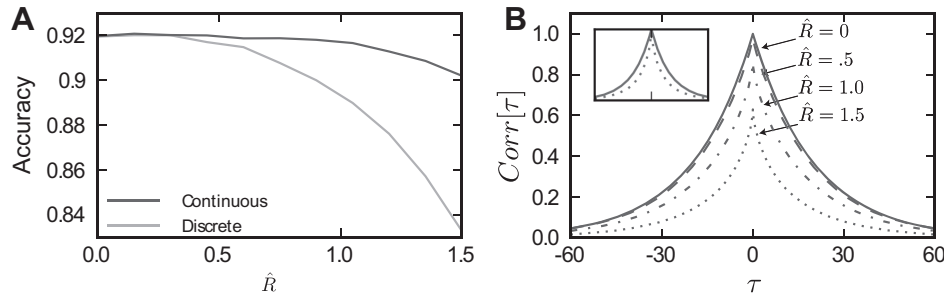 A
Accuracy
0.92
0.9
0.88
0.86
0.84
Continuous
Discrete
0.0
0.5
1.0
1.5
R̂
B
Corr[τ]
1.0
0.8
0.6
0.4
0.2
0.0
R̂ = 0
R̂ = .5
R̂ = 1.0
R̂ = 1.5
-60
-30
0
30
60
τ